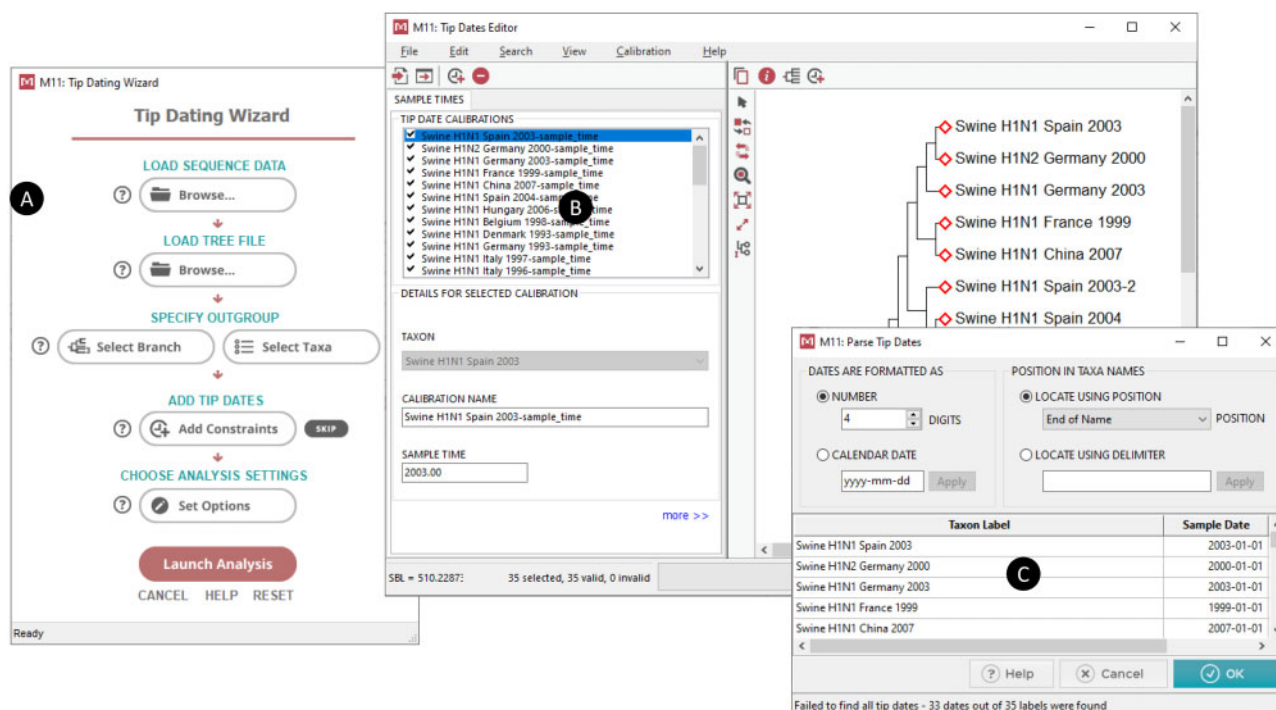 M11: Tip Dating Wizard
Tip Dating Wizard
A
LOAD SEQUENCE DATA
? Browse...
LOAD TREE FILE
? Browse...
SPECIFY OUTGROUP
? Select Branch Select Taxa
ADD TIP DATES
? Add Constraints SKIP
CHOOSE ANALYSIS SETTINGS
? Set Options
Launch Analysis
CANCEL HELP RESET
Ready
M11: Tip Dates Editor
File Edit Search View Calibration Help
SAMPLE TIMES
TIP DATE CALIBRATIONS
Swine H1N1 Spain 2003-sample_time
Swine H1N2 Germany 2000-sample_time
Swine H1N1 Germany 2003-sample_time
Swine H1N1 France 1999-sample_time
Swine H1N1 China 2007-sample_time
Swine H1N1 Spain 2004-sample_time
Swine H1N1 Hungary 2006-sample_time
Swine H1N1 Belgium 1998-sample_time
Swine H1N1 Denmark 1993-sample_time
Swine H1N1 Germany 1993-sample_time
Swine H1N1 Italy 1997-sample_time
Swine H1N1 Italy 1996-sample_time
B
DETAILS FOR SELECTED CALIBRATION
TAXON
Swine H1N1 Spain 2003
CALIBRATION NAME
Swine H1N1 Spain 2003-sample_time
SAMPLE TIME
2003.00
more >>
SBL = 510.2287 35 selected, 35 valid, 0 invalid
Swine H1N1 Spain 2003
Swine H1N2 Germany 2000
Swine H1N1 Germany 2003
Swine H1N1 France 1999
Swine H1N1 China 2007
Swine H1N1 Spain 2003-2
Swine H1N1 Spain 2004
M11: Parse Tip Dates
DATES ARE FORMATTED AS POSITION IN TAXA NAMES
NUMBER LOCATE USING POSITION
4 DIGITS End of Name POSITION
CALENDAR DATE LOCATE USING DELIMITER
yyyy-mm-dd Apply Apply
Taxon Label Sample Date
Swine H1N1 Spain 2003 2003-01-01
Swine H1N2 Germany 2000 2000-01-01
Swine H1N1 Germany 2003 2003-01-01
Swine H1N1 France 1999 1999-01-01
Swine H1N1 China 2007 2007-01-01
C
? Help Cancel OK
Failed to find all tip dates - 33 dates out of 35 labels were found